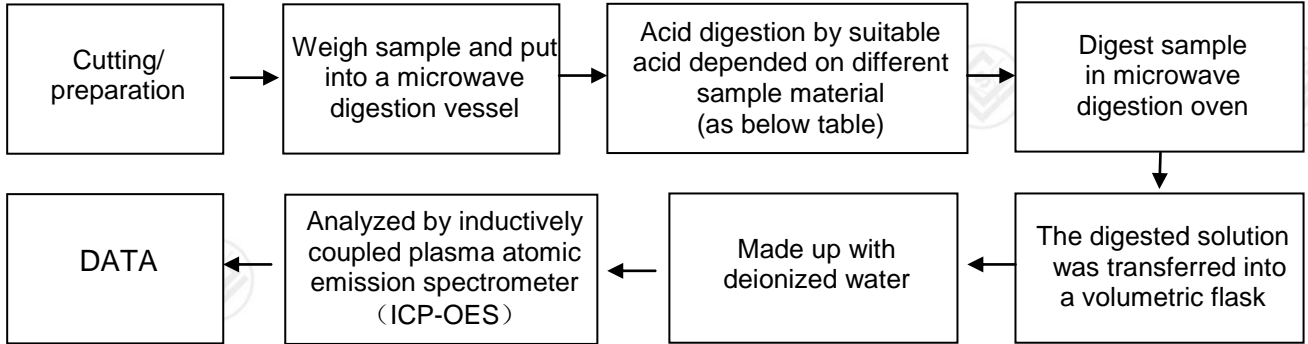 Cutting/
preparation
Weigh sample and put
into a microwave
digestion vessel
Acid digestion by suitable
acid depended on different
sample material
(as below table)
Digest sample
in microwave
digestion oven
The digested solution
was transferred into
a volumetric flask
Made up with
deionized water
Analyzed by inductively
coupled plasma atomic
emission spectrometer
（ICP-OES）
DATA